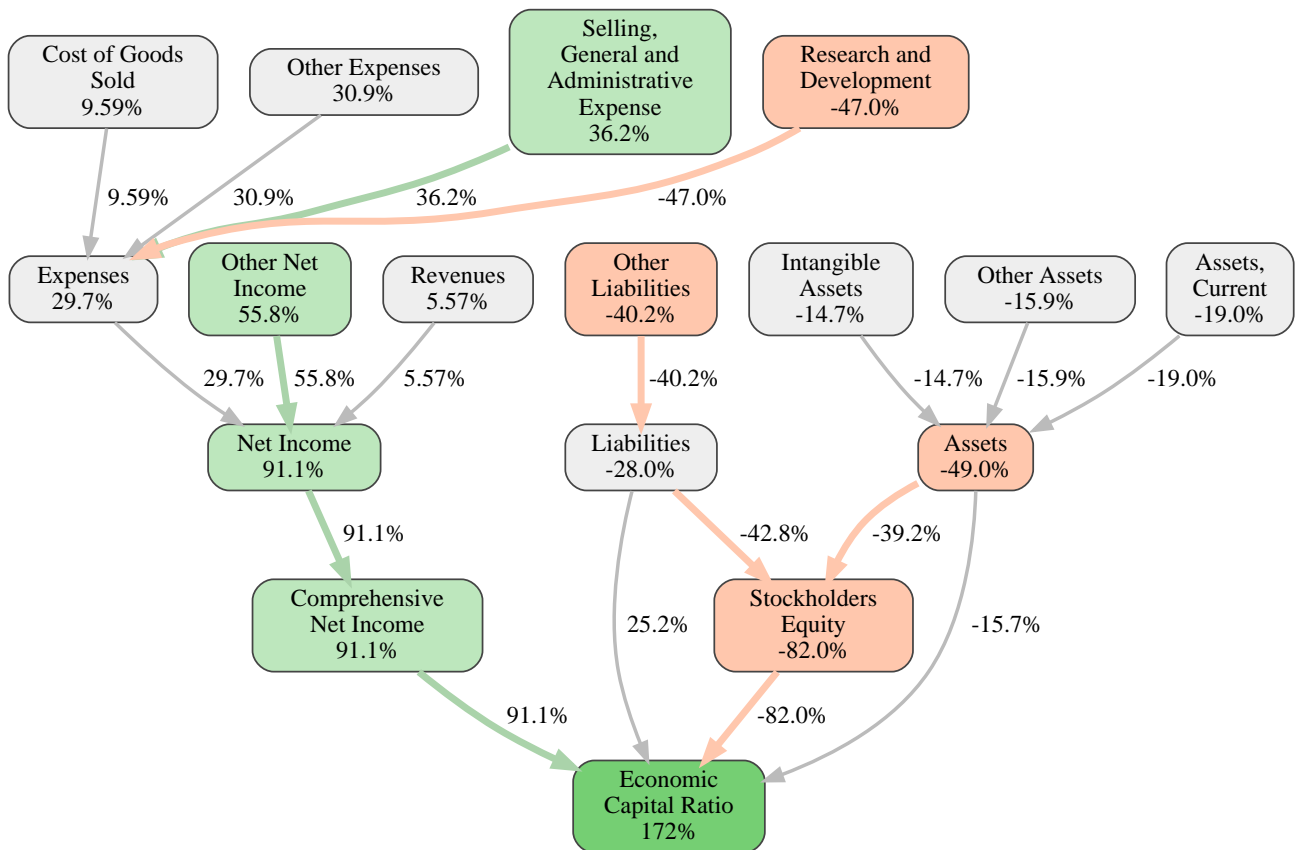 Cost of Goods
Sold
9.59%
Other Expenses
30.9%
Selling,
General and
Administrative
Expense
36.2%
Research and
Development
-47.0%
9.59%
30.9%
36.2%
-47.0%
Expenses
29.7%
Other Net
Income
55.8%
Revenues
5.57%
Other
Liabilities
-40.2%
Intangible
Assets
-14.7%
Other Assets
-15.9%
Assets,
Current
-19.0%
29.7%
55.8%
5.57%
-40.2%
-14.7%
-15.9%
-19.0%
Net Income
91.1%
Liabilities
-28.0%
Assets
-49.0%
91.1%
-42.8%
-39.2%
Comprehensive
Net Income
91.1%
25.2%
Stockholders
Equity
-82.0%
-15.7%
91.1%
-82.0%
Economic
Capital Ratio
172%